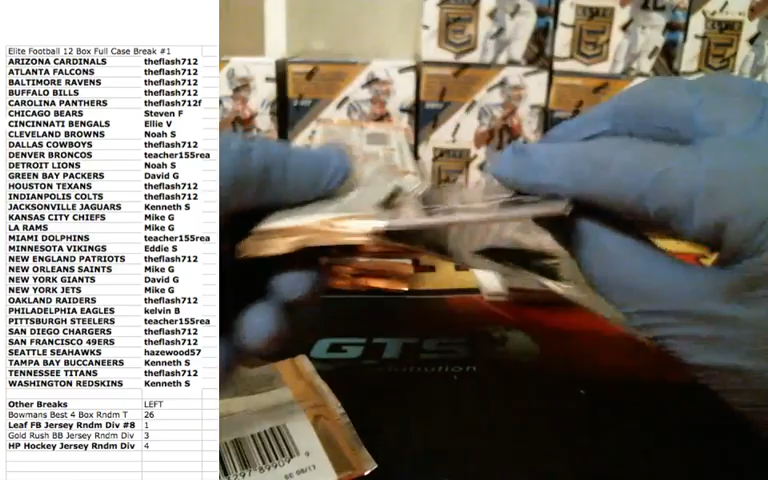 Elite Football 12 Box Full Case Break #1
ARIZONA CARDINALS theflash712
ATLANTA FALCONS theflash712
BALTIMORE RAVENS theflash712
BUFFALO BILLS theflash712
CAROLINA PANTHERS theflash712f
CHICAGO BEARS Steven F
CINCINNATI BENGALS Ellie V
CLEVELAND BROWNS Noah S
DALLAS COWBOYS theflash712
DENVER BRONCOS teacher155rea
DETROIT LIONS Noah S
GREEN BAY PACKERS David G
HOUSTON TEXANS theflash712
INDIANPOLIS COLTS theflash712
JACKSONVILLE JAGUARS Kenneth S
KANSAS CITY CHIEFS Mike G
LA RAMS Mike G
MIAMI DOLPHINS teacher155rea
MINNESOTA VIKINGS Eddie S
NEW ENGLAND PATRIOTS theflash712
NEW ORLEANS SAINTS Mike G
NEW YORK GIANTS David G
NEW YORK JETS Mike G
OAKLAND RAIDERS theflash712
PHILADELPHIA EAGLES kelvin B
PITTSBURGH STEELERS teacher155rea
SAN DIEGO CHARGERS theflash712
SAN FRANCISCO 49ERS theflash712
SEATTLE SEAHAWKS hazewood57
TAMPA BAY BUCCANEERS Kenneth S
TENNESSEE TITANS theflash712
WASHINGTON REDSKINS Kenneth S
Other Breaks LEFT
Bowmans Best 4 Box Rndm T 26
Leaf FB Jersey Rndm Div #8 1
Gold Rush BB Jersey Rndm Div 3
HP Hockey Jersey Rndm Div 4
GTS